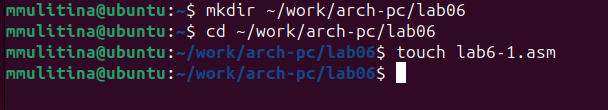 mmulitina@ubuntu:~$ mkdir ~/work/arch-pc/lab06
mmulitina@ubuntu:~$ cd ~/work/arch-pc/lab06
mmulitina@ubuntu:~/work/arch-pc/lab06$ touch lab6-1.asm
mmulitina@ubuntu:~/work/arch-pc/lab06$